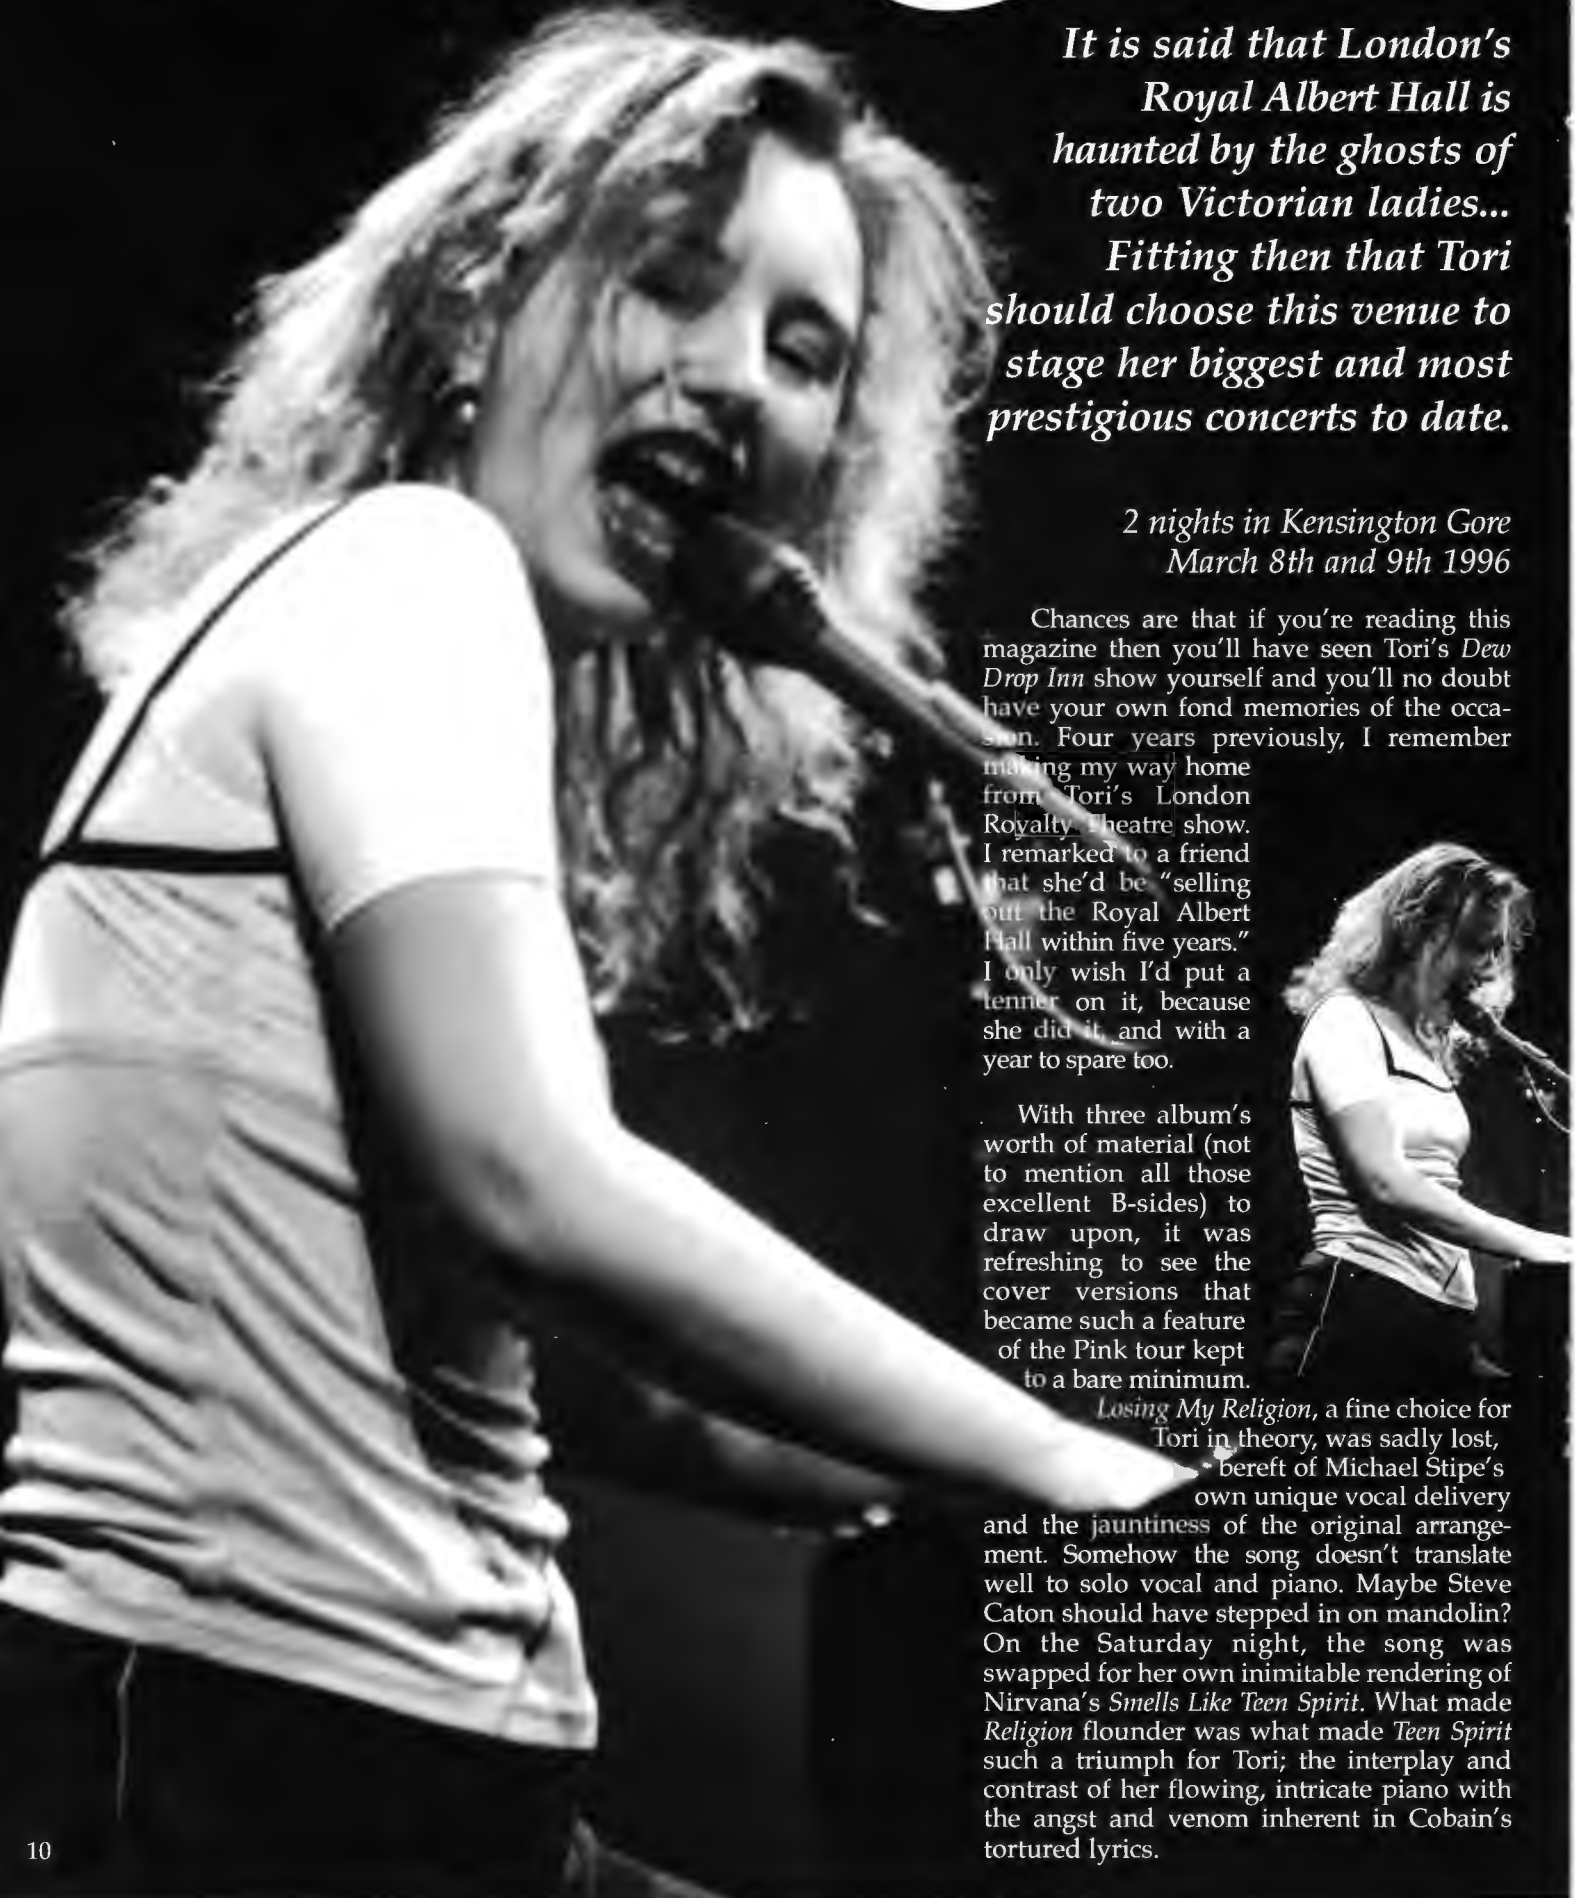 It is said that London's
Royal Albert Hall is
haunted by the ghosts of
two Victorian ladies...
Fitting then that Tori
should choose this venue to
stage her biggest and most
prestigious concerts to date.
2 nights in Kensington Gore
March 8th and 9th 1996
Chances are that if you're reading this
magazine then you'll have seen Tori's Dew
Drop Inn show yourself and you'll no doubt
have your own fond memories of the occa-
sion. Four years previously, I remember
making my way home
from Tori's London
Royalty Theatre show.
I remarked to a friend
that she'd be "selling
out the Royal Albert
Hall within five years."
I only wish I'd put a
tenner on it, because
she did it, and with a
year to spare too.
With three album's
worth of material (not
to mention all those
excellent B-sides) to
draw upon, it was
refreshing to see the
cover versions that
became such a feature
of the Pink tour kept
to a bare minimum.
Losing My Religion, a fine choice for
Tori in theory, was sadly lost,
bereft of Michael Stipe's
own unique vocal delivery
and the jauntiness of the original arrange-
ment. Somehow the song doesn't translate
well to solo vocal and piano. Maybe Steve
Caton should have stepped in on mandolin?
On the Saturday night, the song was
swapped for her own inimitable rendering of
Nirvana's Smells Like Teen Spirit. What made
Religion flounder was what made Teen Spirit
such a triumph for Tori; the interplay and
contrast of her flowing, intricate piano with
the angst and venom inherent in Cobain's
tortured lyrics.
10